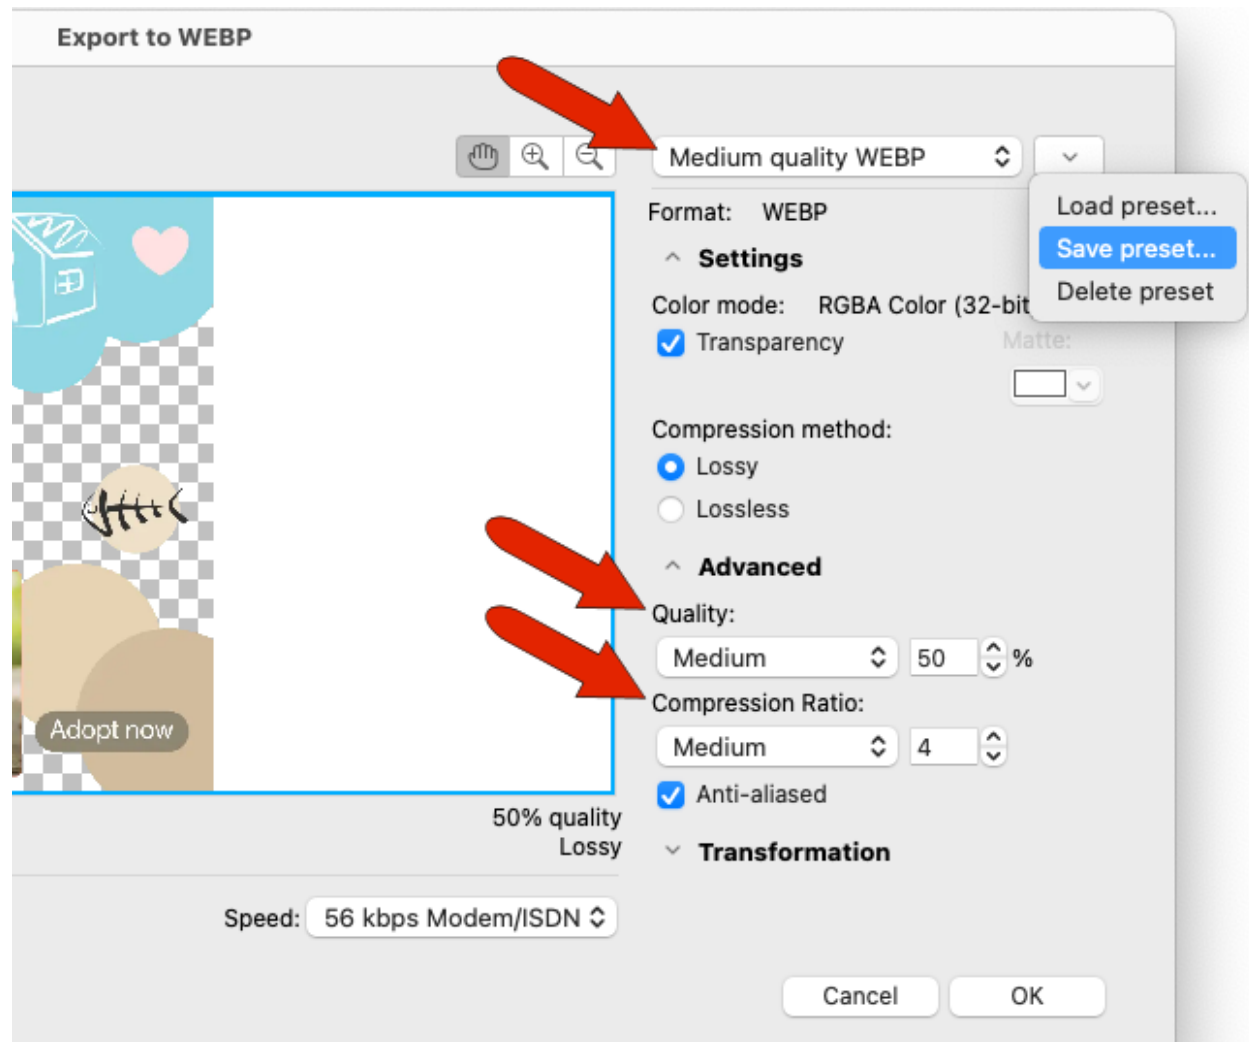 Export to WEBP
Medium quality WEBP
Load preset...
Save preset...
Delete preset
Format: WEBP
Settings
Color mode: RGBA Color (32-bit
Transparency
Matte:
Compression method:
Lossy
Lossless
Advanced
Quality:
Medium 50 %
Compression Ratio:
Medium 4
Anti-aliased
Transformation
Adopt now
50% quality
Lossy
Speed: 56 kbps Modem/ISDN
Cancel OK